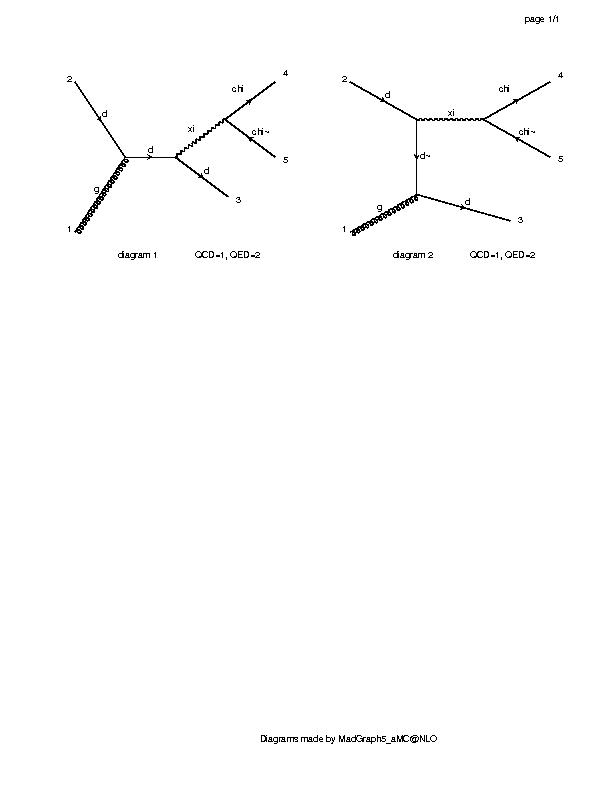 page 1/1
2
d
g
1
d
xi
d
3
chi
4
chi~
5
diagram 1 QCD=1, QED=2
2
d
xi
chi
4
chi~
5
d~
g
1
d
3
diagram 2 QCD=1, QED=2
Diagrams made by MadGraph5_aMC@NLO